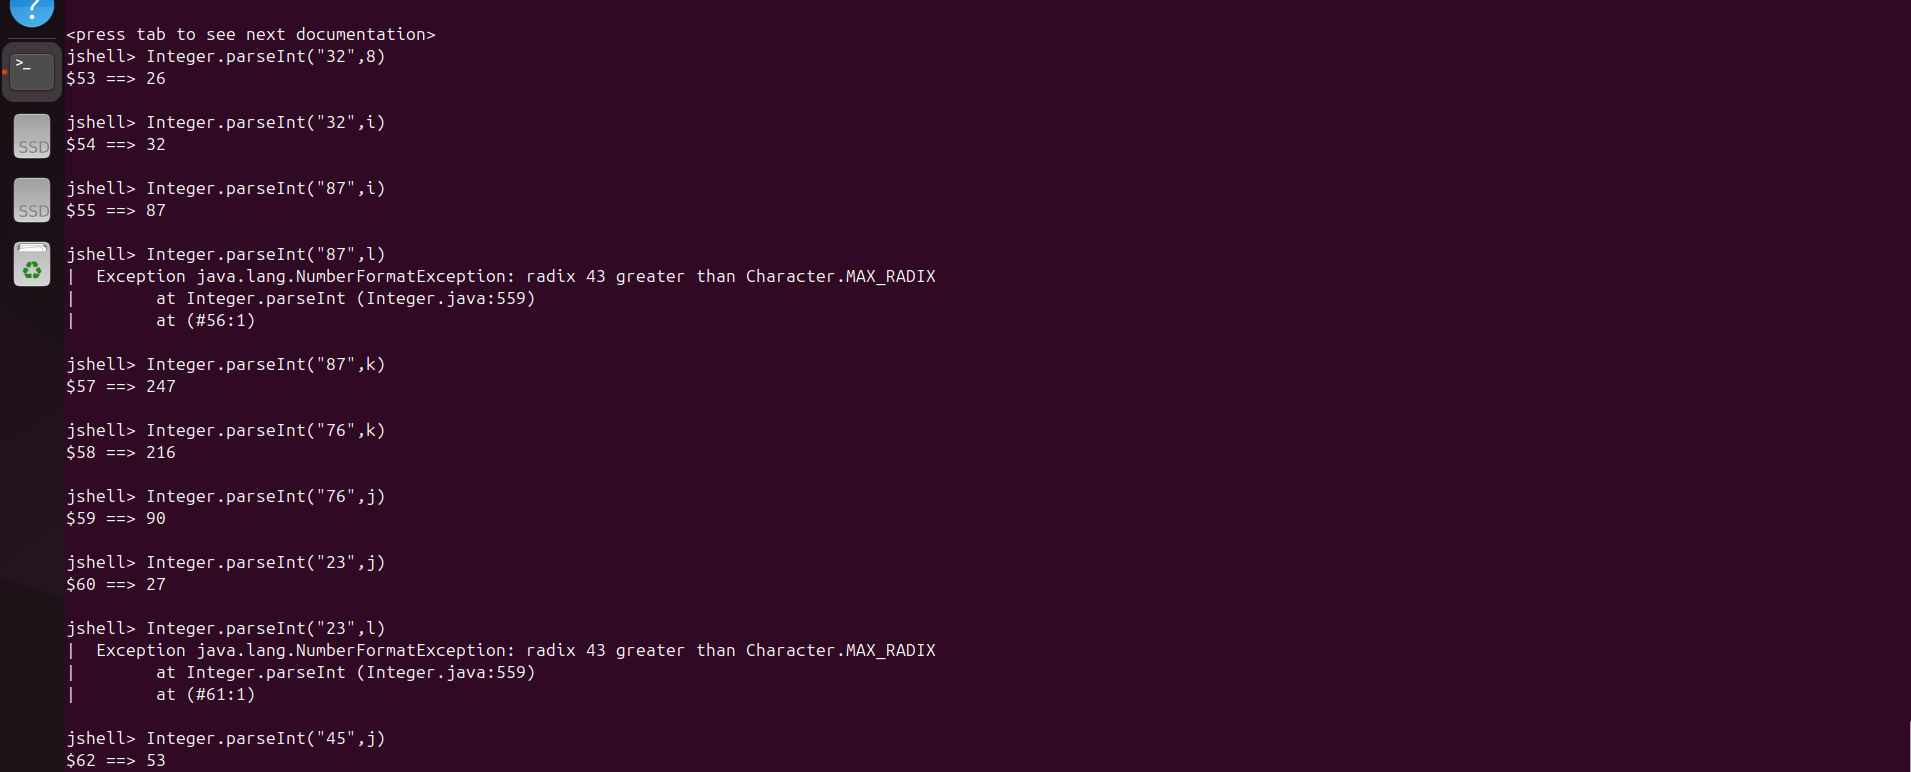 <press tab to see next documentation>
jshell> Integer.parseInt("32",8)
$53 ==> 26
jshell> Integer.parseInt("32",i)
$54 ==> 32
jshell> Integer.parseInt("87",i)
$55 ==> 87
jshell> Integer.parseInt("87",l)
|  Exception java.lang.NumberFormatException: radix 43 greater than Character.MAX_RADIX
|        at Integer.parseInt (Integer.java:559)
|        at (#56:1)
jshell> Integer.parseInt("87",k)
$57 ==> 247
jshell> Integer.parseInt("76",k)
$58 ==> 216
jshell> Integer.parseInt("76",j)
$59 ==> 90
jshell> Integer.parseInt("23",j)
$60 ==> 27
jshell> Integer.parseInt("23",l)
|  Exception java.lang.NumberFormatException: radix 43 greater than Character.MAX_RADIX
|        at Integer.parseInt (Integer.java:559)
|        at (#61:1)
jshell> Integer.parseInt("45",j)
$62 ==> 53
?
>_
SSD
SSD